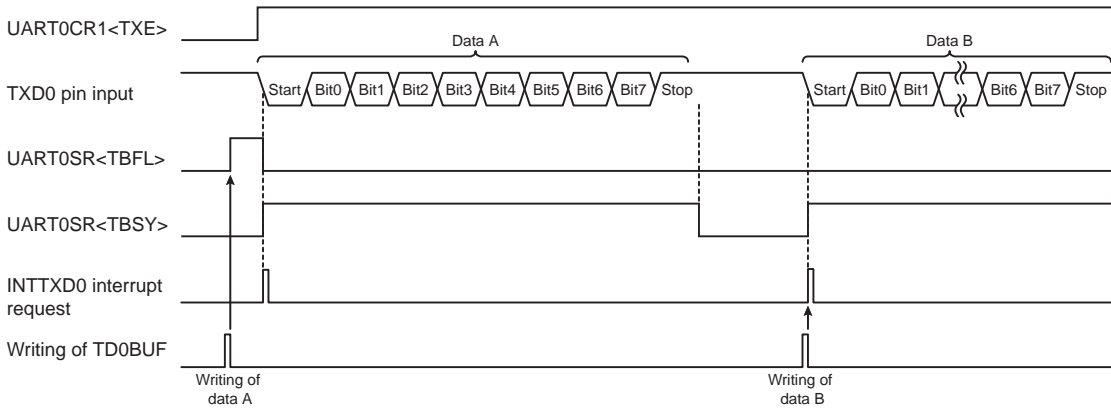 UART0CR1<TXE>
Data A
Data B
TXD0 pin input
Start Bit0 Bit1 Bit2 Bit3 Bit4 Bit5 Bit6 Bit7 Stop
Start Bit0 Bit1 Bit6 Bit7 Stop
UART0SR<TBFL>
UART0SR<TBSY>
INTTXD0 interrupt
request
Writing of TD0BUF
Writing of
data A
Writing of
data B